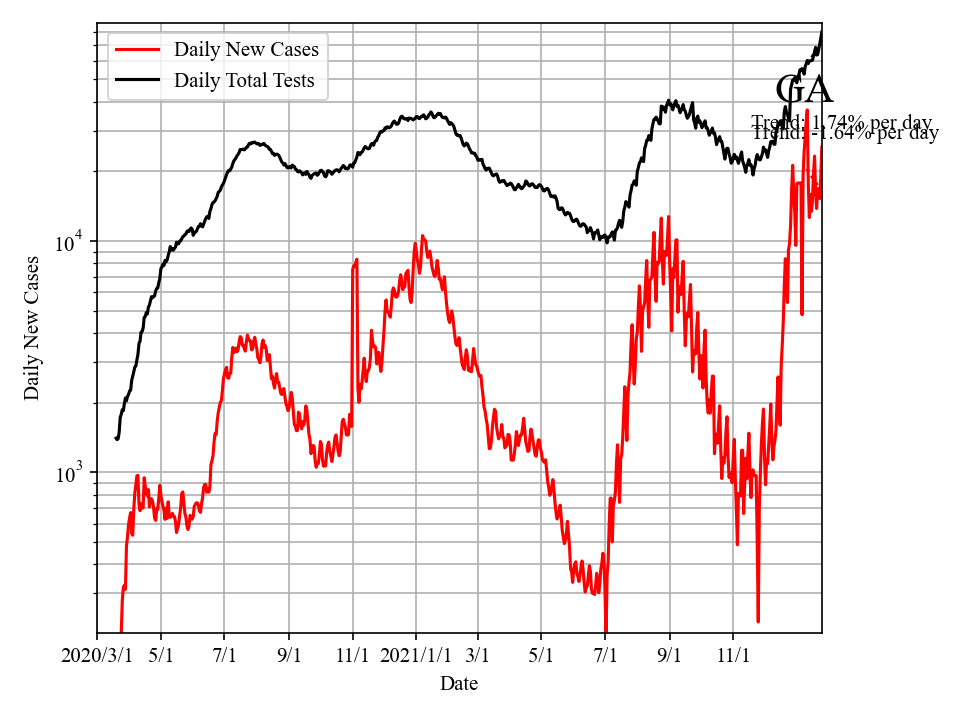 Daily New Cases
Daily Total Tests
GA
Trend: 1.74% per day
Trend: -1.64% per day
10^4
10^3
Daily New Cases
2020/3/1 5/1 7/1 9/1 11/1 2021/1/1 3/1 5/1 7/1 9/1 11/1
Date